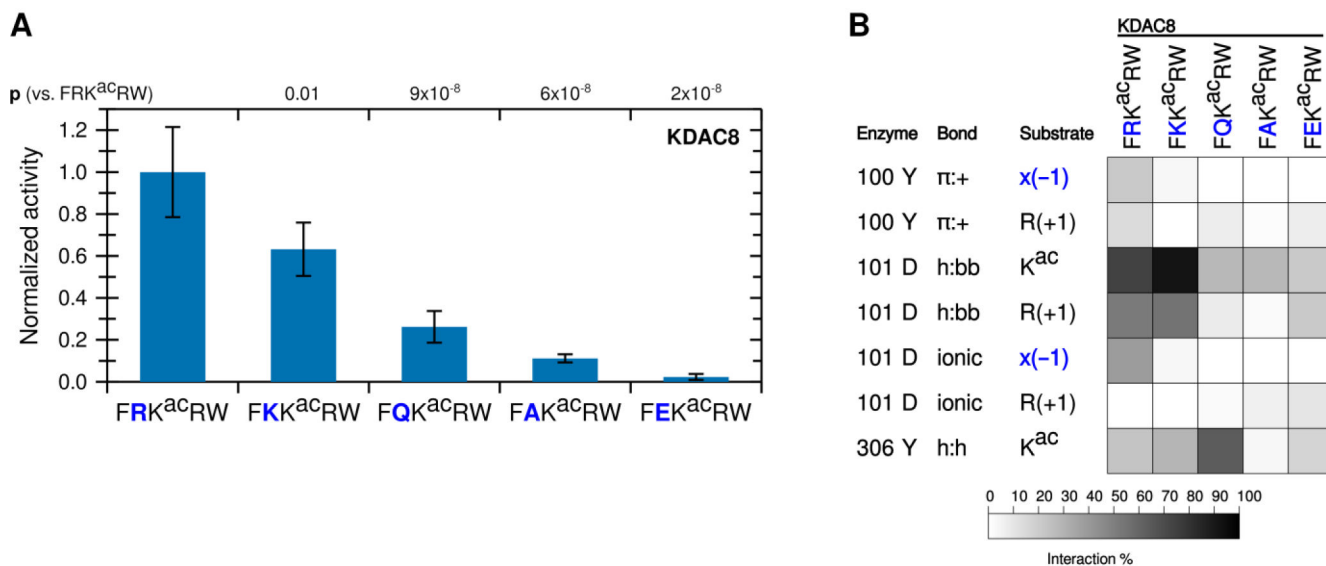 A
p (vs. FRKᵃᶜRW) 0.01 9x10⁻⁸ 6x10⁻⁸ 2x10⁻⁸
KDAC8
Normalized activity
1.2
1.0
0.8
0.6
0.4
0.2
0.0
FRKᵃᶜRW FKKᵃᶜRW FQKᵃᶜRW FAKᵃᶜRW FEKᵃᶜRW
B
KDAC8
FRKᵃᶜRW FKKᵃᶜRW FQKᵃᶜRW FAKᵃᶜRW FEKᵃᶜRW
Enzyme Bond Substrate
100 Y π:+ x(−1)
100 Y π:+ R(+1)
101 D h:bb Kᵃᶜ
101 D h:bb R(+1)
101 D ionic x(−1)
101 D ionic R(+1)
306 Y h:h Kᵃᶜ
0 10 20 30 40 50 60 70 80 90 100
Interaction %